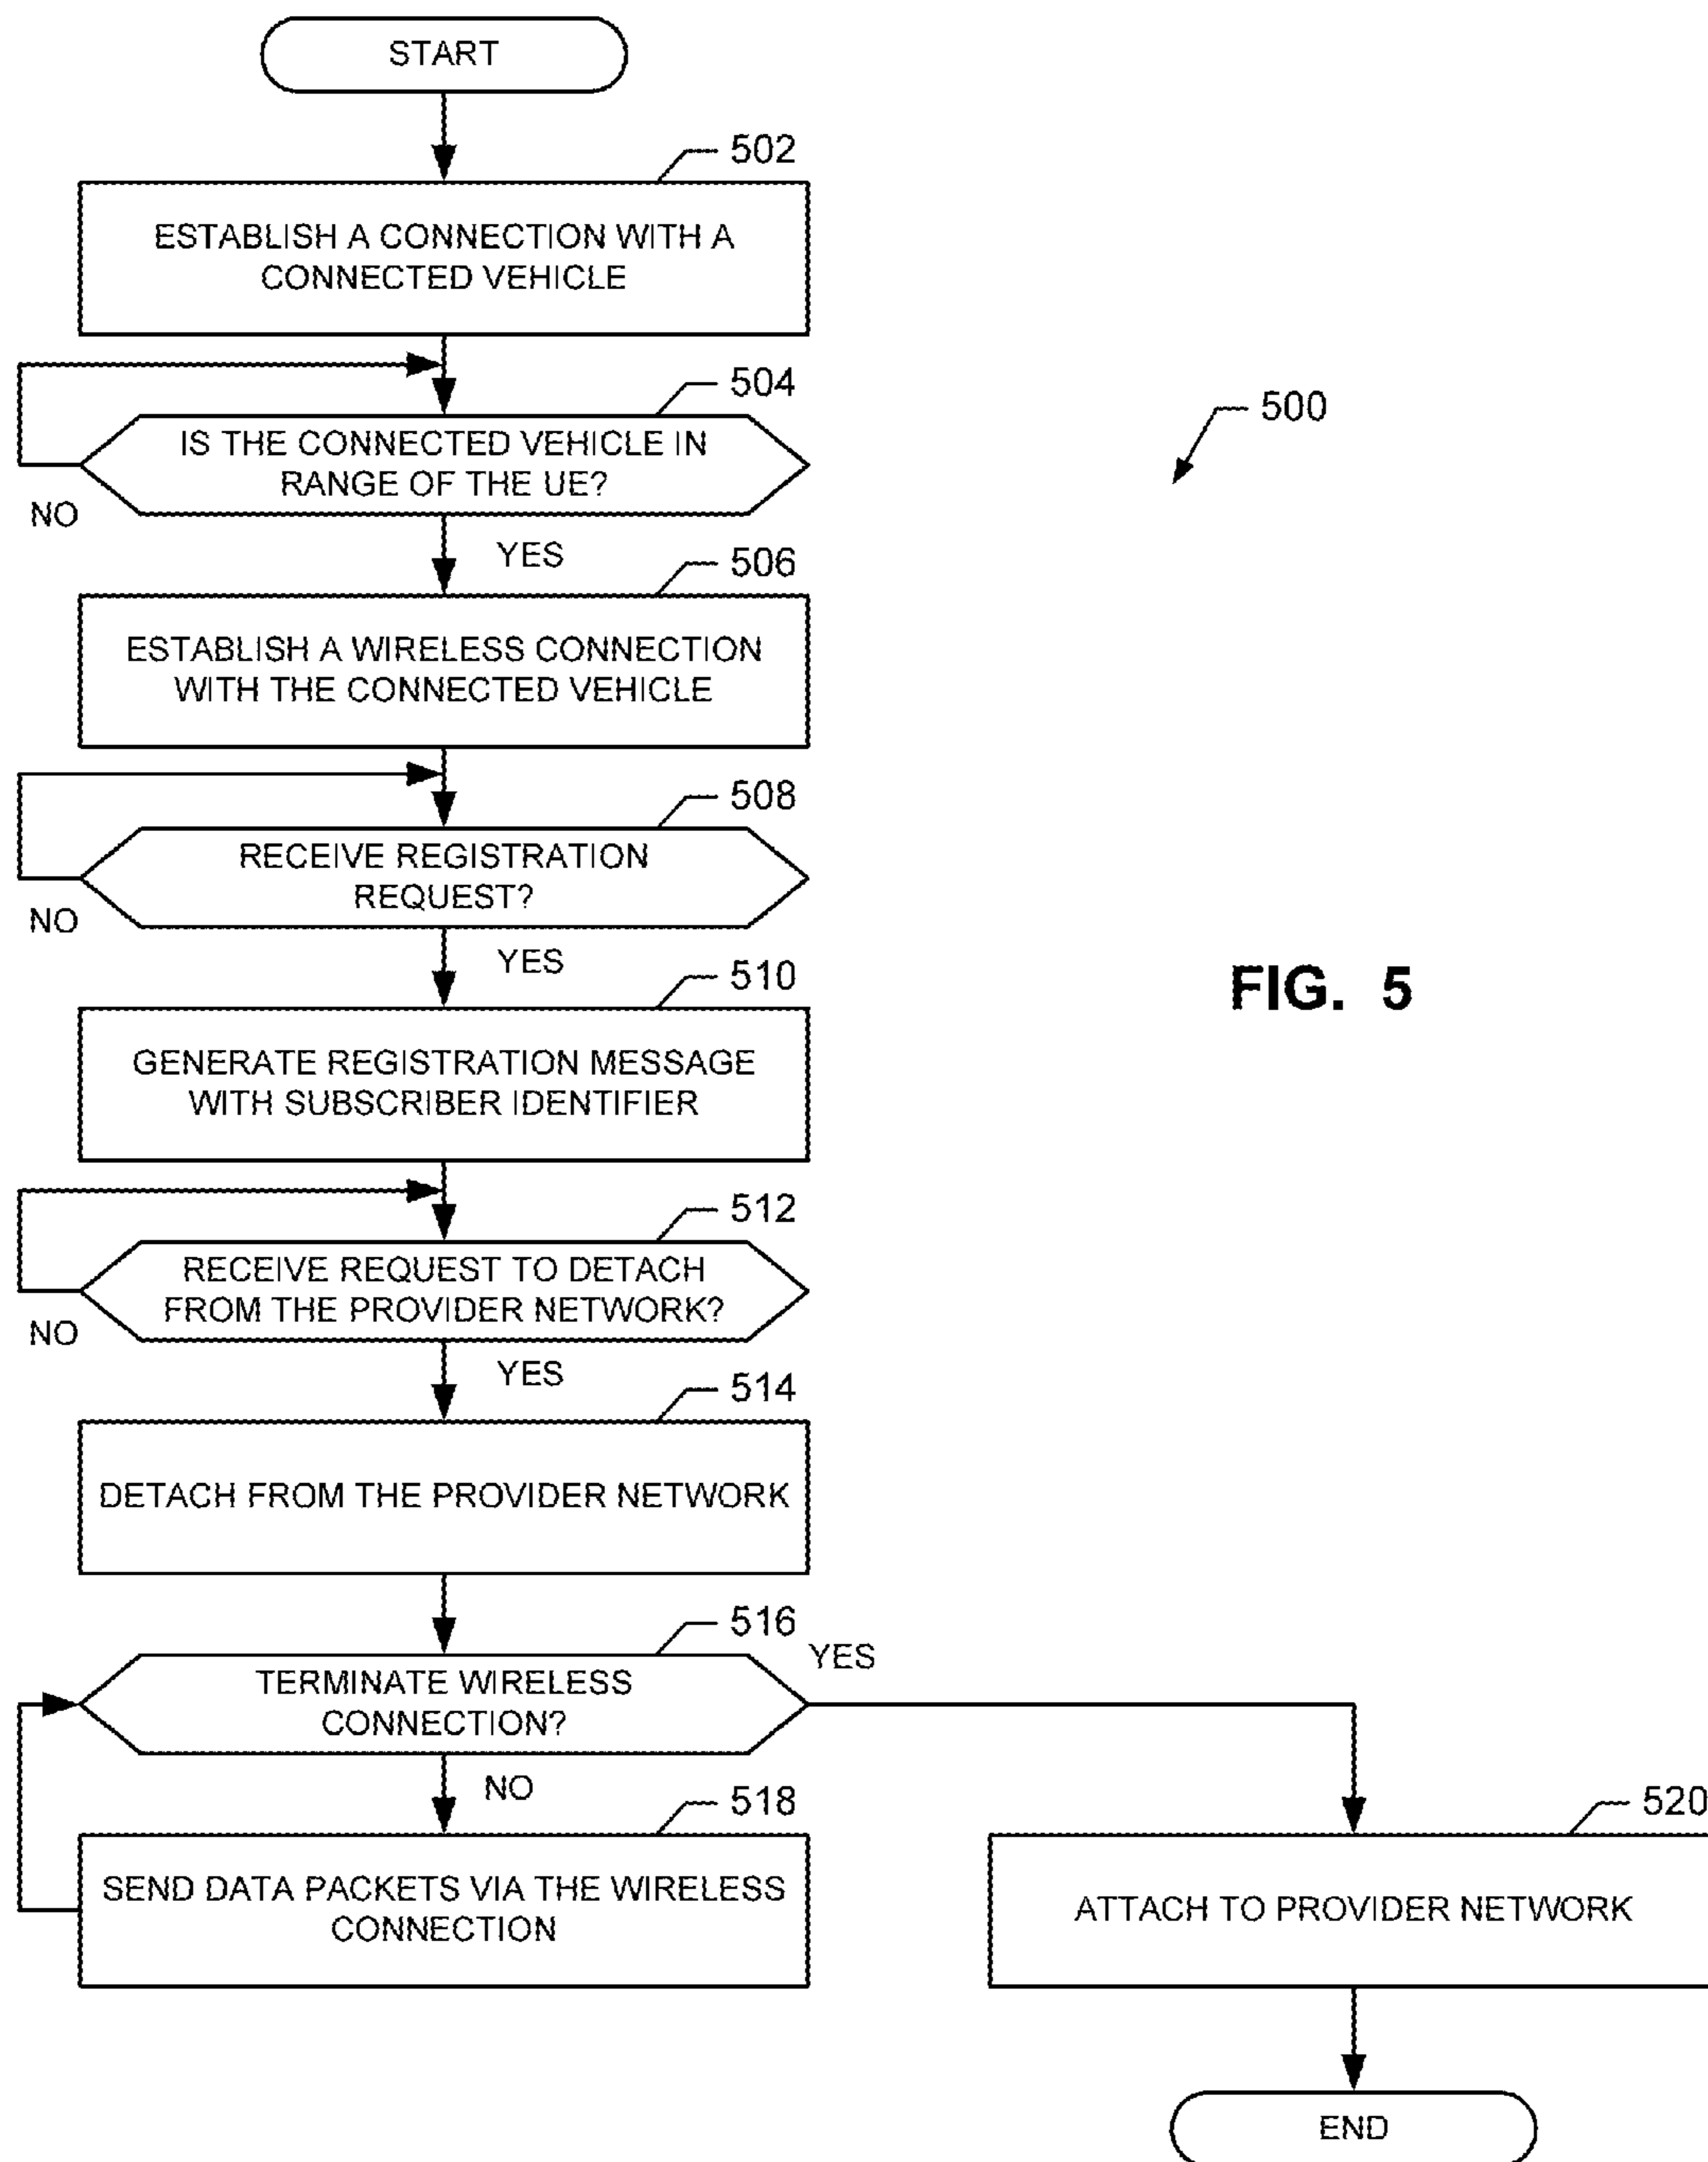 START
502
ESTABLISH A CONNECTION WITH A
CONNECTED VEHICLE
504
IS THE CONNECTED VEHICLE IN
RANGE OF THE UE?
NO
YES
500
506
ESTABLISH A WIRELESS CONNECTION
WITH THE CONNECTED VEHICLE
508
RECEIVE REGISTRATION
REQUEST?
NO
YES
510
GENERATE REGISTRATION MESSAGE
WITH SUBSCRIBER IDENTIFIER
FIG. 5
512
RECEIVE REQUEST TO DETACH
FROM THE PROVIDER NETWORK?
NO
YES
514
DETACH FROM THE PROVIDER NETWORK
516
TERMINATE WIRELESS
CONNECTION?
YES
NO
518
SEND DATA PACKETS VIA THE WIRELESS
CONNECTION
520
ATTACH TO PROVIDER NETWORK
END